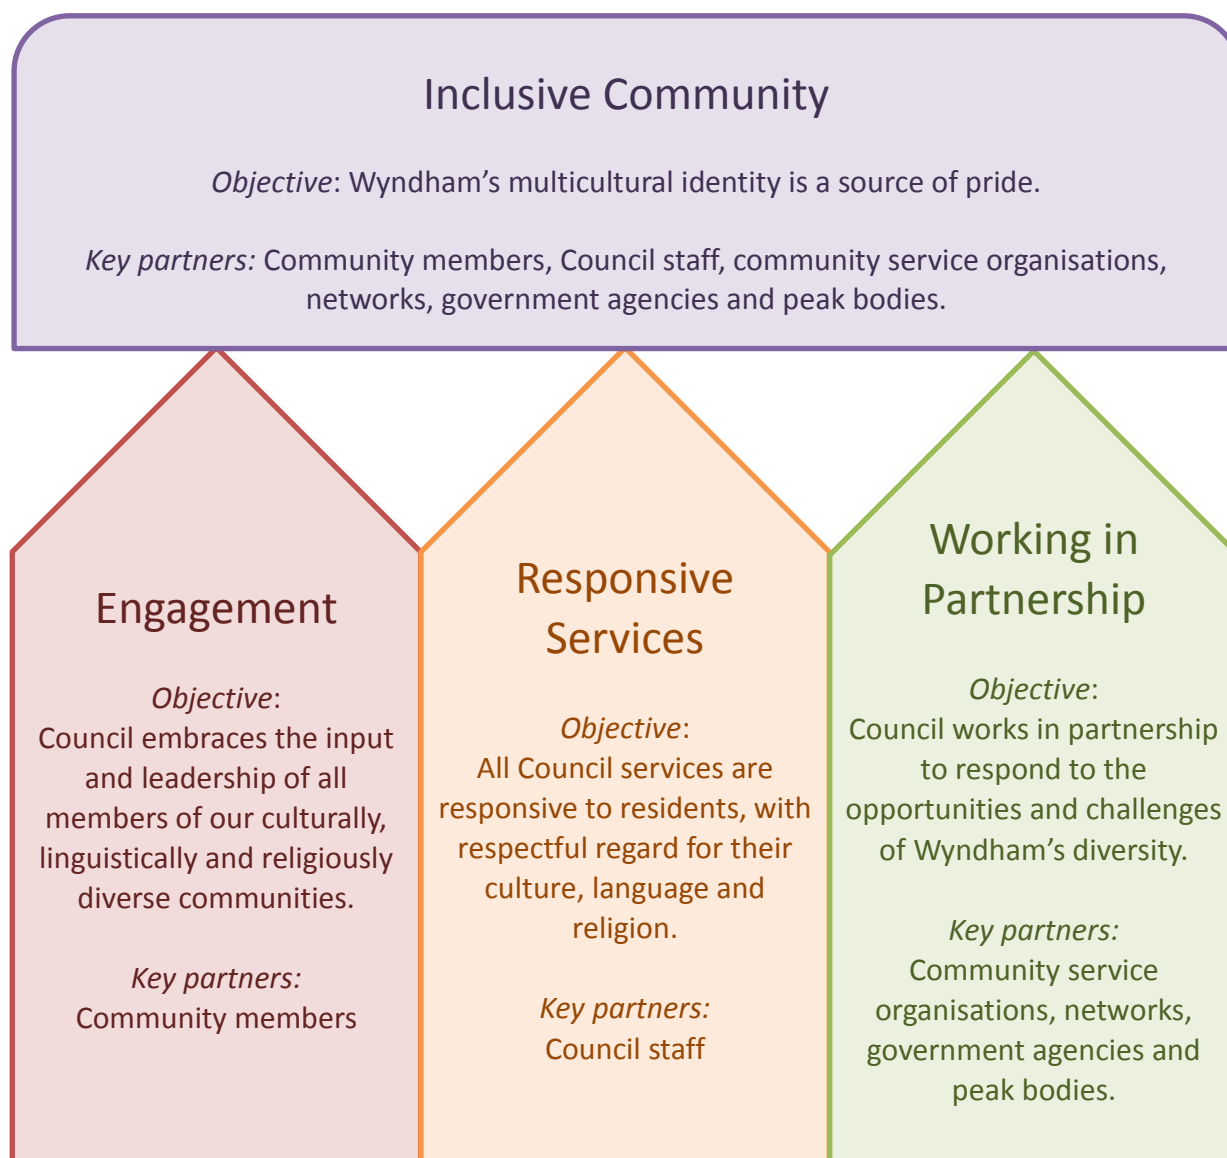 Inclusive Community
Objective: Wyndham’s multicultural identity is a source of pride.
Key partners: Community members, Council staff, community service organisations,
networks, government agencies and peak bodies.
Engagement
Objective:
Council embraces the input
and leadership of all
members of our culturally,
linguistically and religiously
diverse communities.
Key partners:
Community members
Responsive
Services
Objective:
All Council services are
responsive to residents, with
respectful regard for their
culture, language and
religion.
Key partners:
Council staff
Working in
Partnership
Objective:
Council works in partnership
to respond to the
opportunities and challenges
of Wyndham’s diversity.
Key partners:
Community service
organisations, networks,
government agencies and
peak bodies.